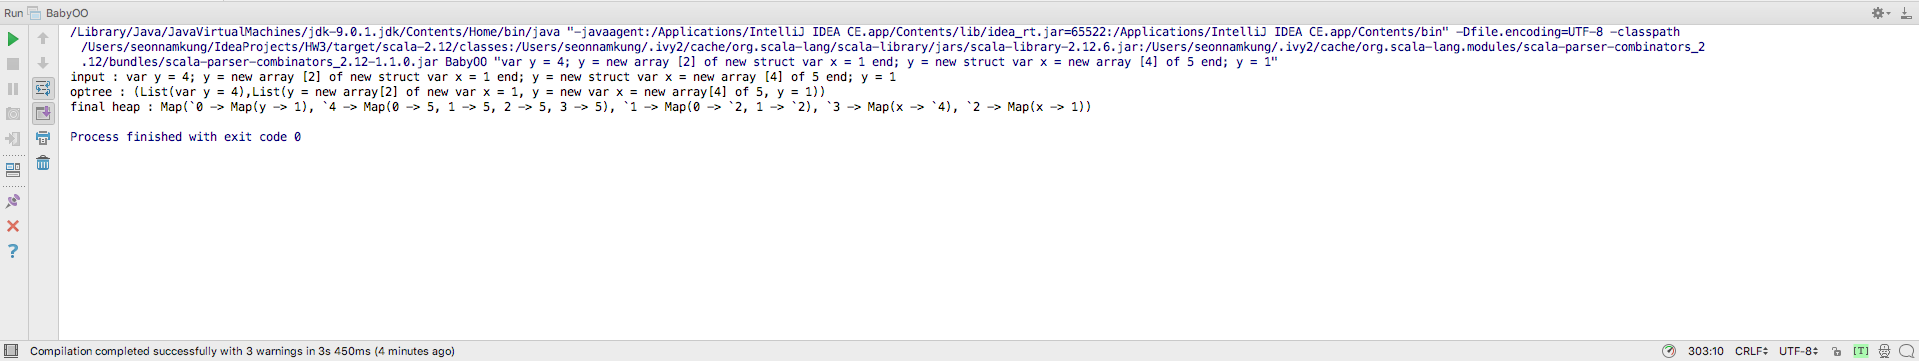 Run BabyOO
/Library/Java/JavaVirtualMachines/jdk-9.0.1.jdk/Contents/Home/bin/java "-javaagent:/Applications/IntelliJ IDEA CE.app/Contents/lib/idea_rt.jar=65522:/Applications/IntelliJ IDEA CE.app/Contents/bin" -Dfile.encoding=UTF-8 -classpath
/Users/seonnamkung/IdeaProjects/HW3/target/scala-2.12/classes:/Users/seonnamkung/.ivy2/cache/org.scala-lang/scala-library/jars/scala-library-2.12.6.jar:/Users/seonnamkung/.ivy2/cache/org.scala-lang.modules/scala-parser-combinators_2
.12/bundles/scala-parser-combinators_2.12-1.1.0.jar BabyOO "var y = 4; y = new array [2] of new struct var x = 1 end; y = new struct var x = new array [4] of 5 end; y = 1"
input : var y = 4; y = new array [2] of new struct var x = 1 end; y = new struct var x = new array [4] of 5 end; y = 1
optree : (List(var y = 4),List(y = new array[2] of new var x = 1, y = new var x = new array[4] of 5, y = 1))
final heap : Map(`0 -> Map(y -> 1), `4 -> Map(0 -> 5, 1 -> 5, 2 -> 5, 3 -> 5), `1 -> Map(0 -> `2, 1 -> `2), `3 -> Map(x -> `4), `2 -> Map(x -> 1))
Process finished with exit code 0
?
Compilation completed successfully with 3 warnings in 3s 450ms (4 minutes ago)
303:10 CRLF UTF-8 [T]